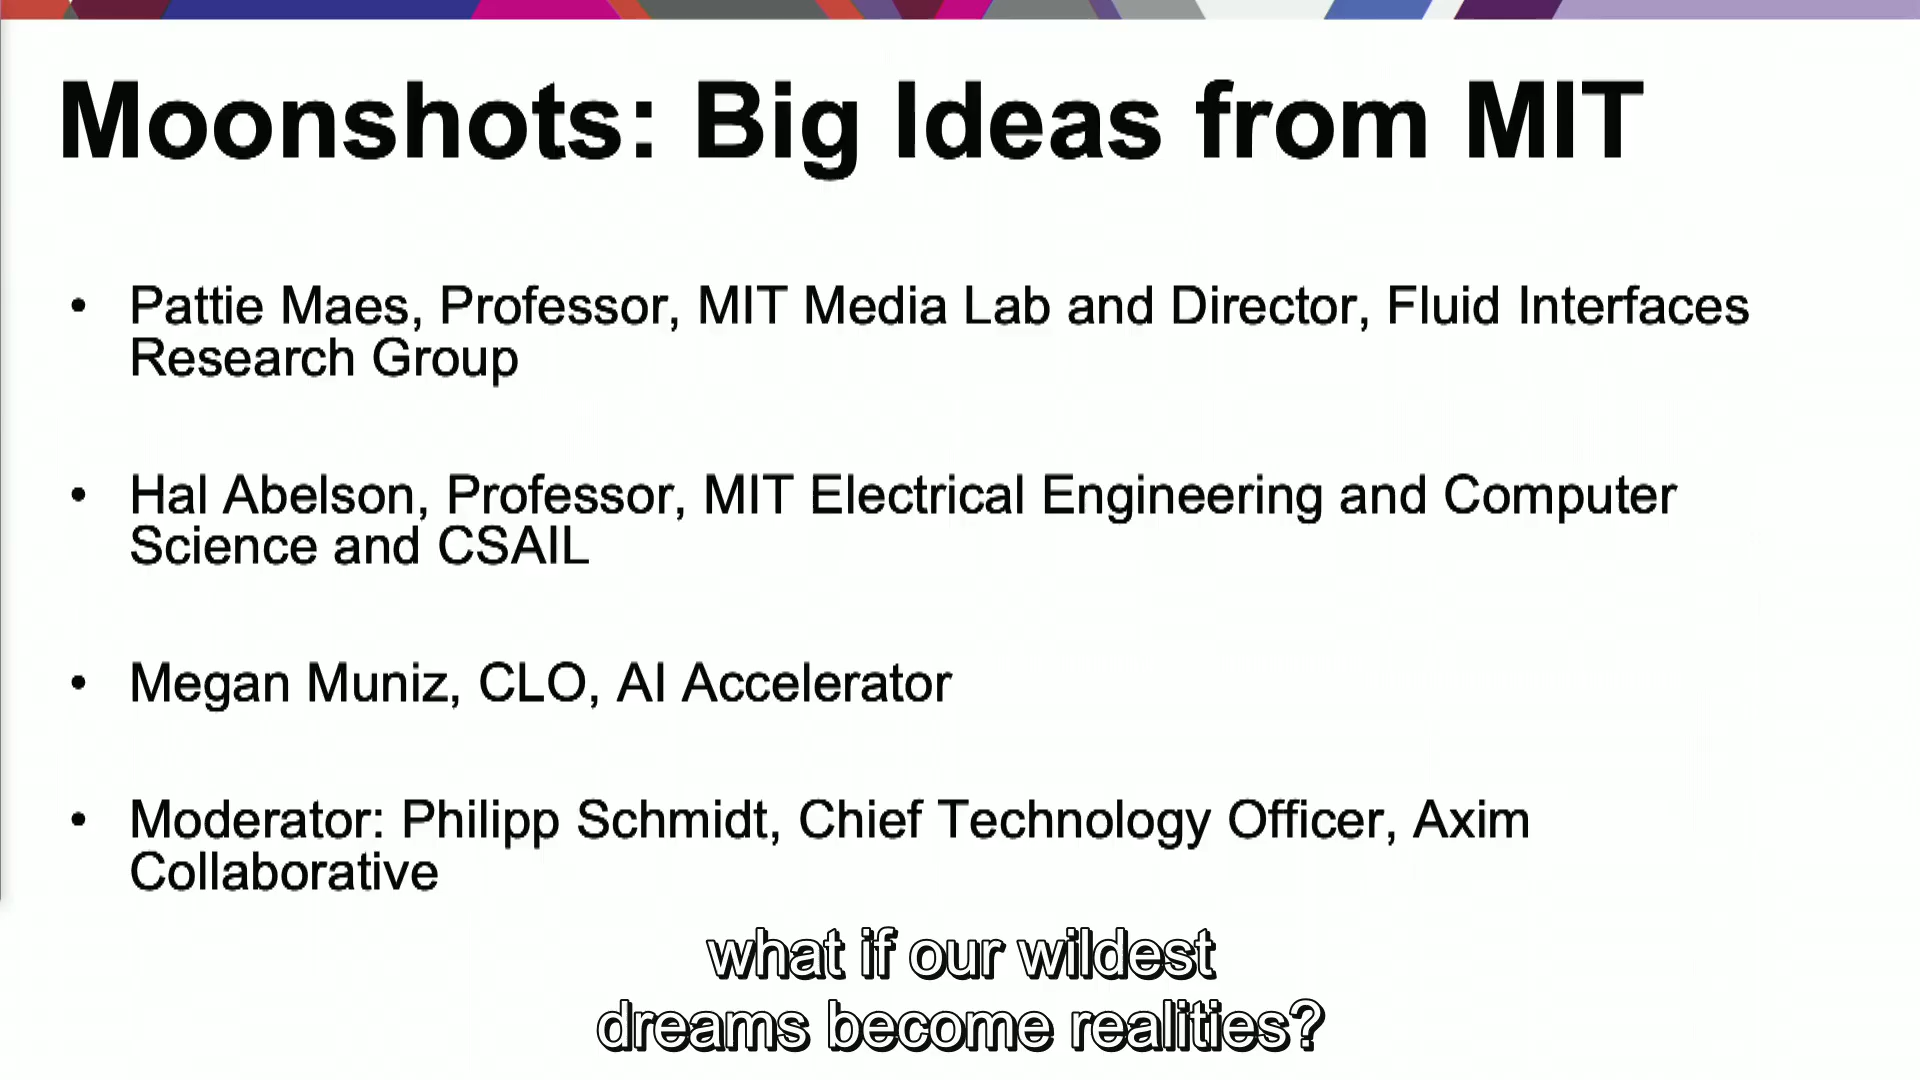 Moonshots: Big Ideas from MIT
• Pattie Maes, Professor, MIT Media Lab and Director, Fluid Interfaces
Research Group
• Hal Abelson, Professor, MIT Electrical Engineering and Computer
Science and CSAIL
• Megan Muniz, CLO, AI Accelerator
• Moderator: Philipp Schmidt, Chief Technology Officer, Axim
Collaborative
what if our wildest
dreams become realities?